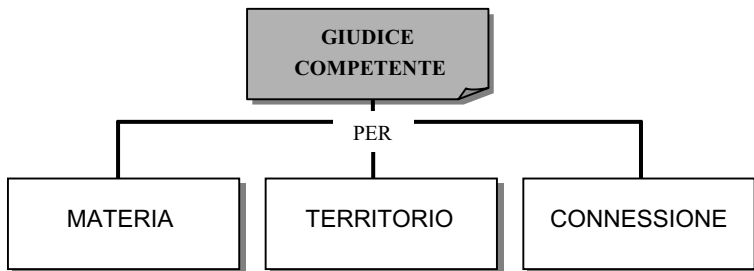 GIUDICE
COMPETENTE
PER
MATERIA
TERRITORIO
CONNESSIONE